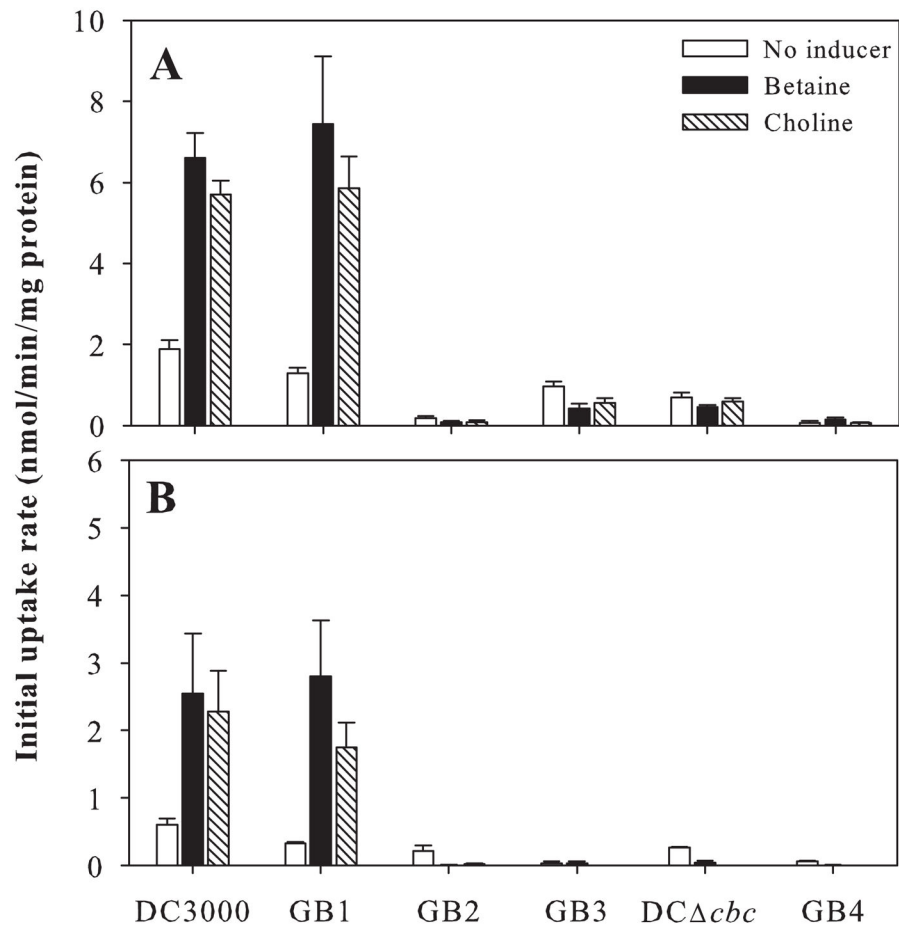 A
No inducer
Betaine
Choline
10
8
6
4
2
0
B
6
5
4
3
2
1
0
Initial uptake rate (nmol/min/mg protein)
DC3000 GB1 GB2 GB3 DCΔcbc GB4